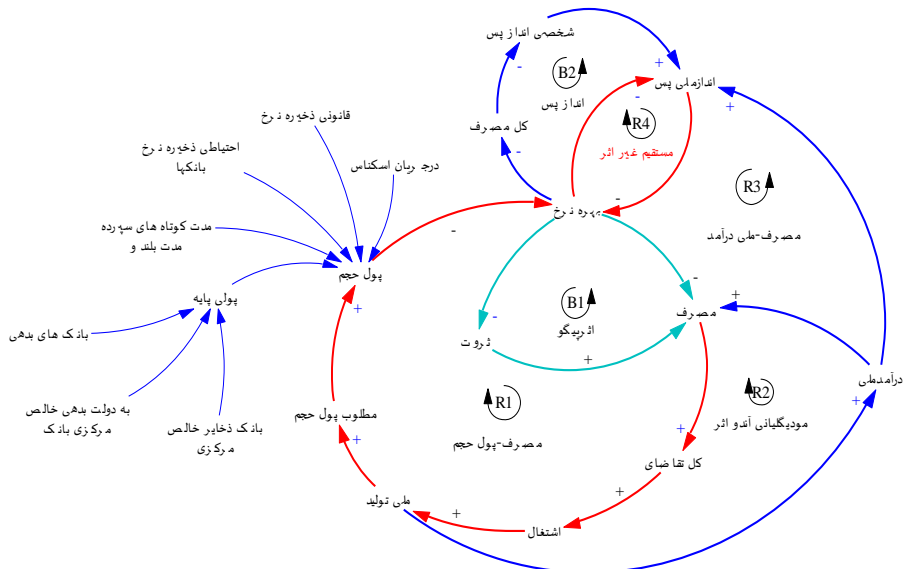 شخصی انداز پس
B2
انداز پس
اندازملی پس
کل مصرف
R4
مستقیم غیر اثر
قانونی ذخیره نرخ
احتیاطی ذخیره نرخ
بانکها
درجریان اسکناس
R3
مصرف-ملی درآمد
بهره نرخ
مدت کوتاه های سپرده
مدت بلند و
پول حجم
پولی پایه
B1
اثرپیگو
مصرف
ثروت
بانک های بدهی
درآمدملی
R1
R2
به دولت بدهی خالص
مرکزی بانک
بانک ذخایر خالص
مرکزی
مطلوب پول حجم
مصرف-پول حجم
مودیگلیانی آندو اثر
کل تقاضای
ملی تولید
اشتغال